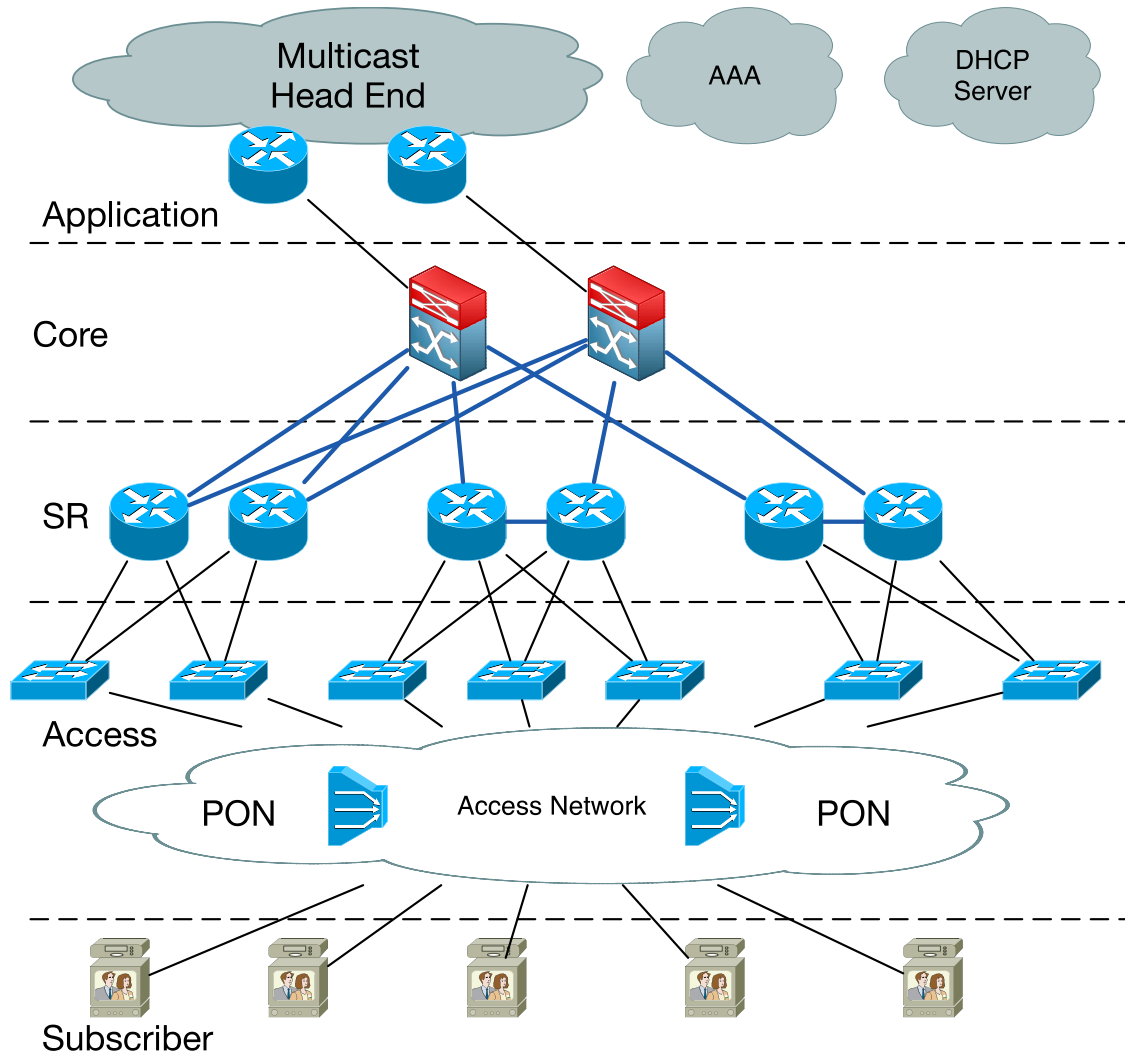 Multicast
Head End
AAA
DHCP
Server
Application
Core
SR
Access
PON
Access Network
PON
Subscriber